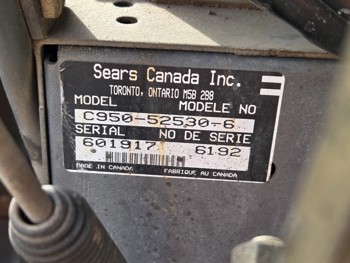 Sears Canada Inc.
TORONTO, ONTARIO M5B 2B8
MODEL MODELE NO
C950-52530-6
SERIAL NO DE SERIE
601917 6192
MADE IN CANADA FABRIQUE AU CANADA